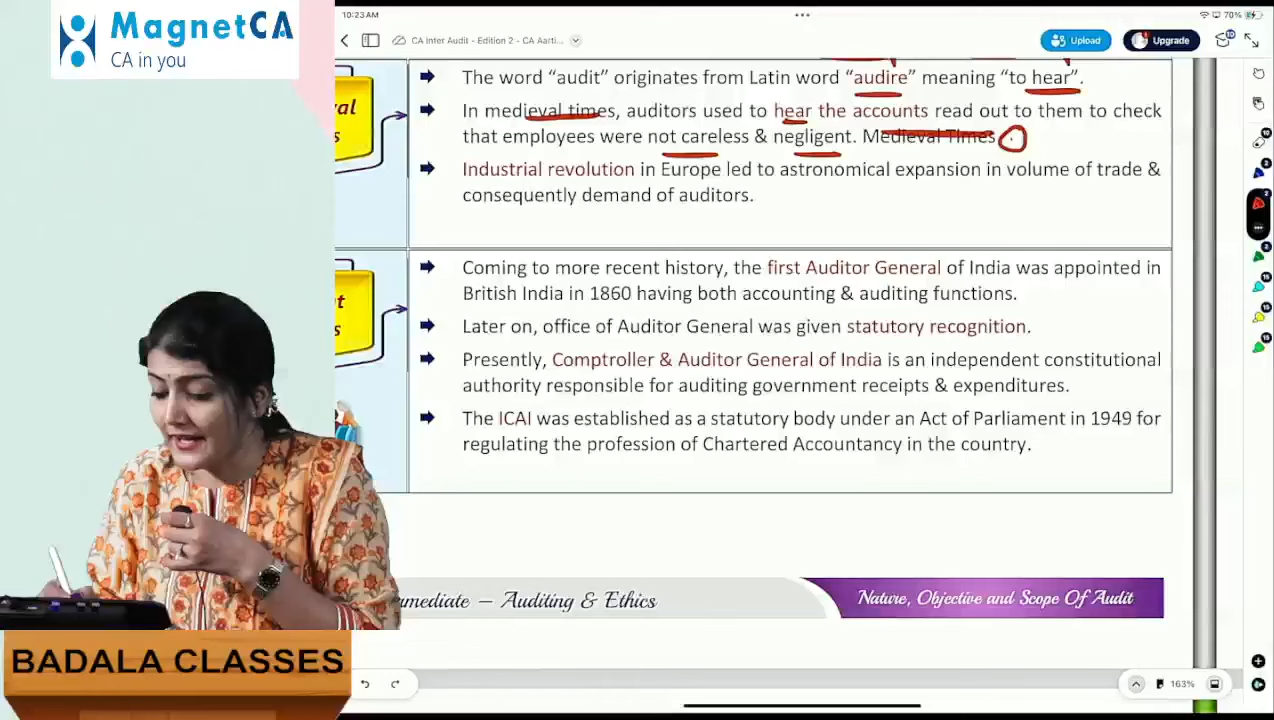 MagnetCA
CA in you
10:23 AM
70%
CA Inter Audit - Edition 2 - CA Aarti...
Upload
Upgrade
The word “audit” originates from Latin word “audire” meaning “to hear”.
In medieval times, auditors used to hear the accounts read out to them to check
that employees were not careless & negligent. Medieval Times
Industrial revolution in Europe led to astronomical expansion in volume of trade &
consequently demand of auditors.
Coming to more recent history, the first Auditor General of India was appointed in
British India in 1860 having both accounting & auditing functions.
Later on, office of Auditor General was given statutory recognition.
Presently, Comptroller & Auditor General of India is an independent constitutional
authority responsible for auditing government receipts & expenditures.
The ICAI was established as a statutory body under an Act of Parliament in 1949 for
regulating the profession of Chartered Accountancy in the country.
mediate – Auditing & Ethics
Nature, Objective and Scope Of Audit
BADALA CLASSES
163%